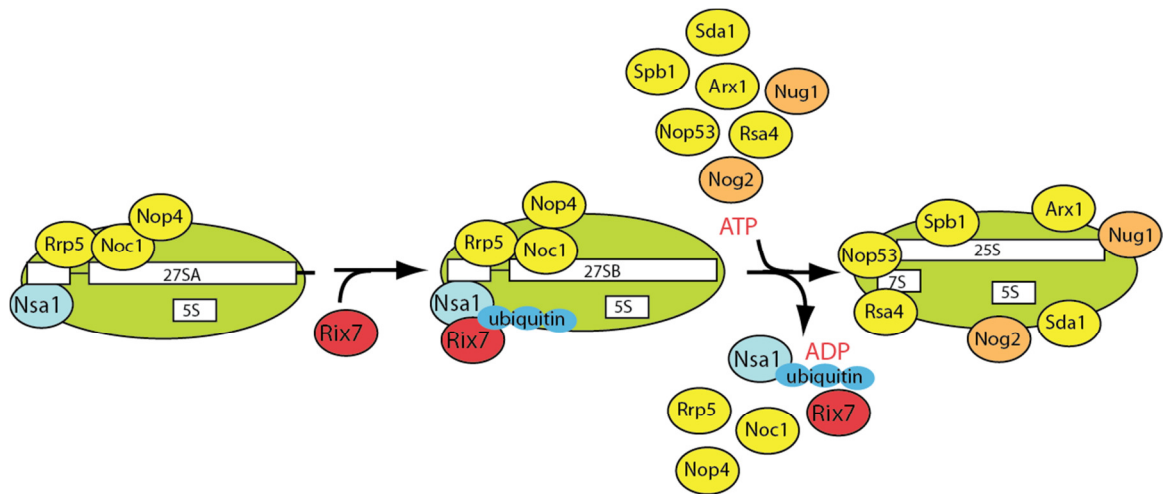 Sda1
Spb1
Arx1
Nug1
Nop53
Rsa4
Nog2
Nop4
Rrp5
Noc1
27SA
Nsa1
5S
Rix7
Nop4
Rrp5
Noc1
27SB
Nsa1
ubiquitin
5S
Rix7
ATP
ADP
Nsa1
ubiquitin
Rrp5
Noc1
Rix7
Nop4
Arx1
Spb1
Nug1
Nop53
25S
7S
5S
Rsa4
Nog2
Sda1